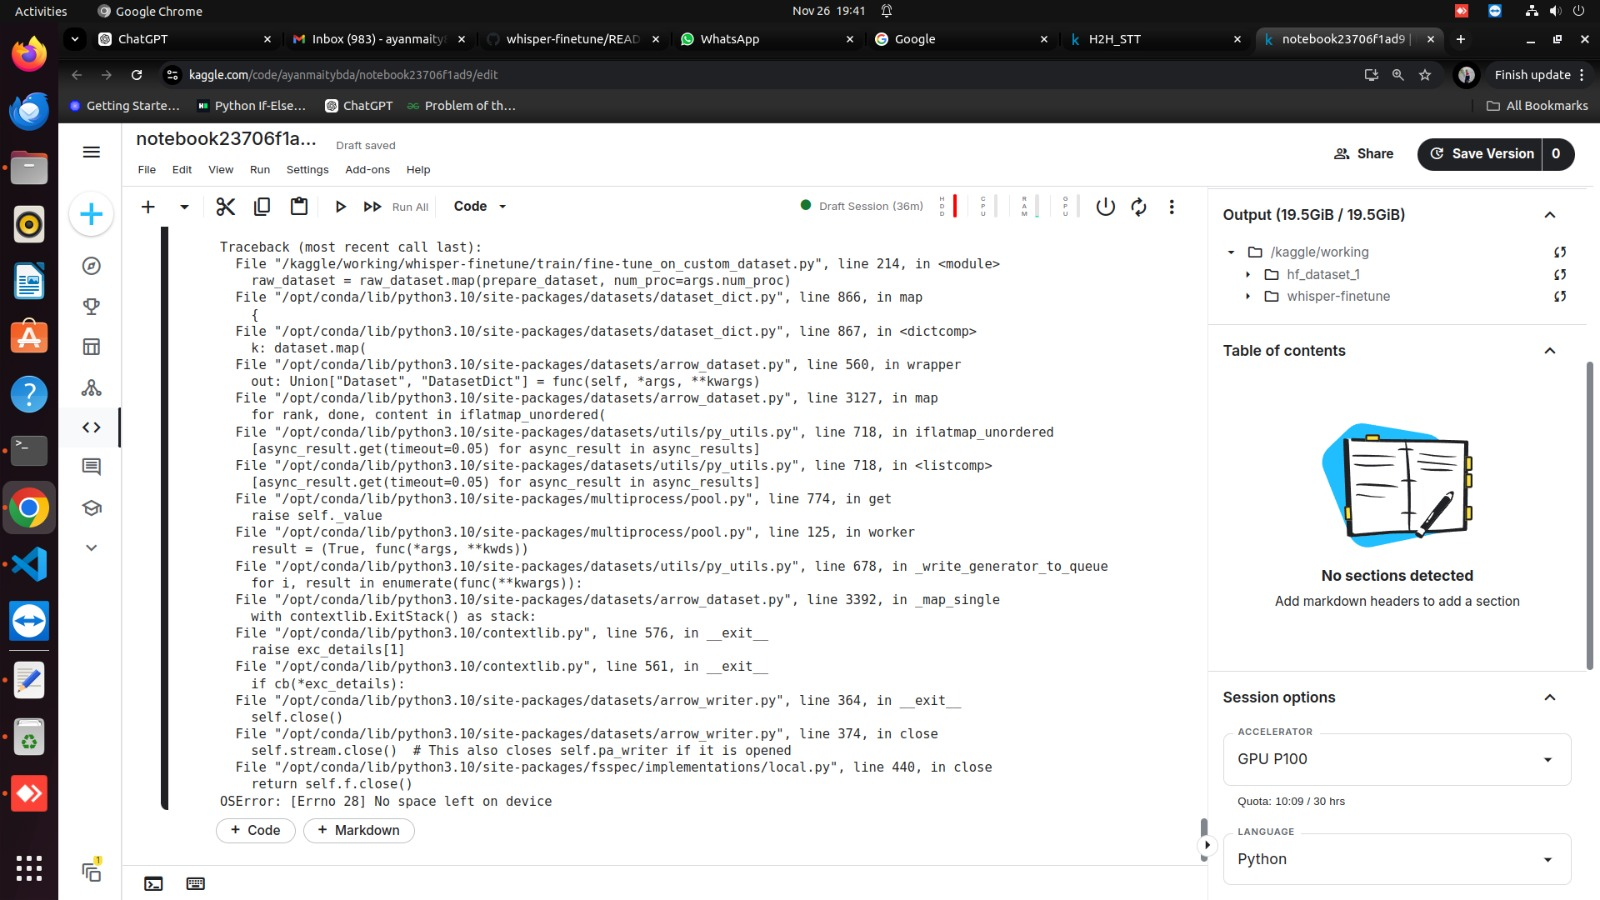 Activities Google Chrome Nov 26 19:41
ChatGPT Inbox (983) - ayanmaityb whisper-finetune/READ WhatsApp Google H2H_STT notebook23706f1ad9 |
kaggle.com/code/ayanmaitybda/notebook23706f1ad9/edit Finish update
Getting Starte... Python If-Else... ChatGPT Problem of th... All Bookmarks
notebook23706f1a... Draft saved
Share Save Version 0
File Edit View Run Settings Add-ons Help
Run All Code Draft Session (36m) HDD CPU RAM GPU
Traceback (most recent call last):
File "/kaggle/working/whisper-finetune/train/fine-tune_on_custom_dataset.py", line 214, in <module>
raw_dataset = raw_dataset.map(prepare_dataset, num_proc=args.num_proc)
File "/opt/conda/lib/python3.10/site-packages/datasets/dataset_dict.py", line 866, in map
{
File "/opt/conda/lib/python3.10/site-packages/datasets/dataset_dict.py", line 867, in <dictcomp>
k: dataset.map(
File "/opt/conda/lib/python3.10/site-packages/datasets/arrow_dataset.py", line 560, in wrapper
out: Union["Dataset", "DatasetDict"] = func(self, *args, **kwargs)
File "/opt/conda/lib/python3.10/site-packages/datasets/arrow_dataset.py", line 3127, in map
for rank, done, content in iflatmap_unordered(
File "/opt/conda/lib/python3.10/site-packages/datasets/utils/py_utils.py", line 718, in iflatmap_unordered
[async_result.get(timeout=0.05) for async_result in async_results]
File "/opt/conda/lib/python3.10/site-packages/datasets/utils/py_utils.py", line 718, in <listcomp>
[async_result.get(timeout=0.05) for async_result in async_results]
File "/opt/conda/lib/python3.10/site-packages/multiprocess/pool.py", line 774, in get
raise self._value
File "/opt/conda/lib/python3.10/site-packages/multiprocess/pool.py", line 125, in worker
result = (True, func(*args, **kwds))
File "/opt/conda/lib/python3.10/site-packages/datasets/utils/py_utils.py", line 678, in _write_generator_to_queue
for i, result in enumerate(func(**kwargs)):
File "/opt/conda/lib/python3.10/site-packages/datasets/arrow_dataset.py", line 3392, in _map_single
with contextlib.ExitStack() as stack:
File "/opt/conda/lib/python3.10/contextlib.py", line 576, in __exit__
raise exc_details[1]
File "/opt/conda/lib/python3.10/contextlib.py", line 561, in __exit__
if cb(*exc_details):
File "/opt/conda/lib/python3.10/site-packages/datasets/arrow_writer.py", line 364, in __exit__
self.close()
File "/opt/conda/lib/python3.10/site-packages/datasets/arrow_writer.py", line 374, in close
self.stream.close() # This also closes self.pa_writer if it is opened
File "/opt/conda/lib/python3.10/site-packages/fsspec/implementations/local.py", line 440, in close
return self.f.close()
OSError: [Errno 28] No space left on device
+ Code + Markdown
Output (19.5GiB / 19.5GiB)
/kaggle/working
hf_dataset_1
whisper-finetune
Table of contents
No sections detected
Add markdown headers to add a section
Session options
ACCELERATOR
GPU P100
Quota: 10:09 / 30 hrs
LANGUAGE
Python
1